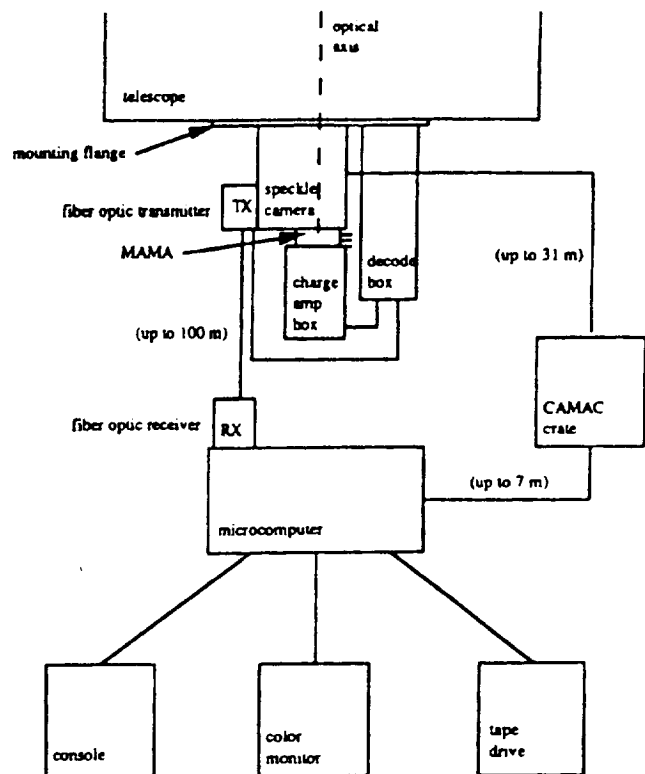 optical
axis
telescope
mounting flange
speckle
camera
fiber optic transmitter
TX
MAMA
decode
box
(up to 31 m)
charge
amp
box
(up to 100 m)
CAMAC
crate
fiber optic receiver
RX
(up to 7 m)
microcomputer
console
color
monitor
tape
drive